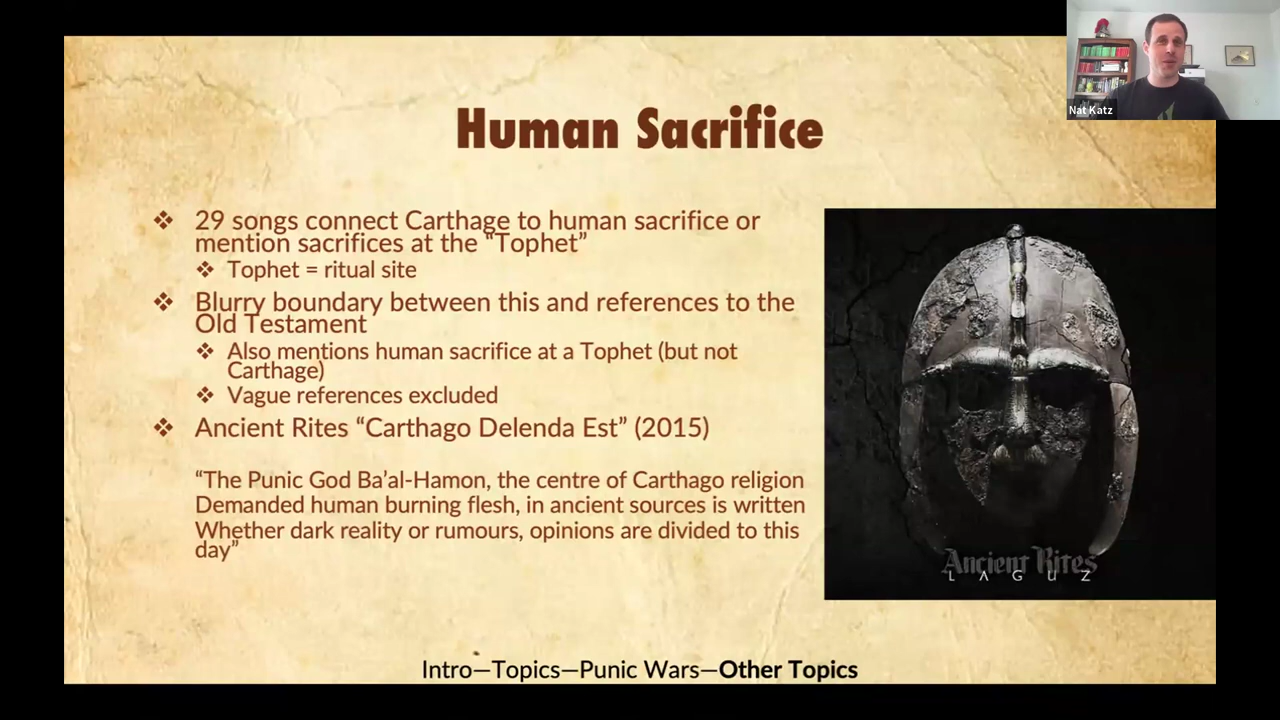 Nat Katz
Human Sacrifice
❖ 29 songs connect Carthage to human sacrifice or
mention sacrifices at the “Tophet”
❖ Tophet = ritual site
❖ Blurry boundary between this and references to the
Old Testament
❖ Also mentions human sacrifice at a Tophet (but not
Carthage)
❖ Vague references excluded
❖ Ancient Rites “Carthago Delenda Est” (2015)
“The Punic God Ba’al-Hamon, the centre of Carthago religion
Demanded human burning flesh, in ancient sources is written
Whether dark reality or rumours, opinions are divided to this
day”
Ancient Rites
LAGUZ
Intro—Topics—Punic Wars—Other Topics